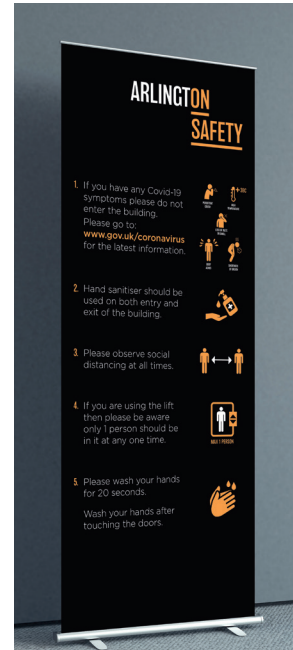 ARLINGTON
SAFETY
1. If you have any Covid-19
symptoms please do not
enter the building.
Please go to:
www.gov.uk/coronavirus
for the latest information.
2. Hand sanitiser should be
used on both entry and
exit of the building.
3. Please observe social
distancing at all times.
4. If you are using the lift
then please be aware
only 1 person should be
in it at any one time.
MAX 1 PERSON
5. Please wash your hands
for 20 seconds.
Wash your hands after
touching the doors.